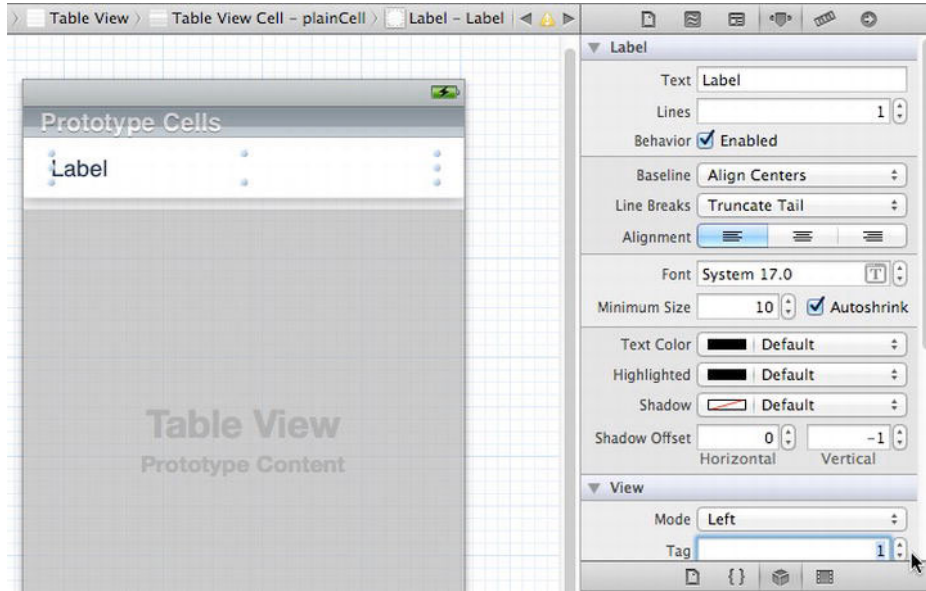 Table View Table View Cell – plainCell Label – Label
Prototype Cells
Label
Table View
Prototype Content
Label
Text Label
Lines 1
Behavior Enabled
Baseline Align Centers
Line Breaks Truncate Tail
Alignment
Font System 17.0 T
Minimum Size 10 Autoshrink
Text Color Default
Highlighted Default
Shadow Default
Shadow Offset 0 -1
Horizontal Vertical
View
Mode Left
Tag 1
{ }